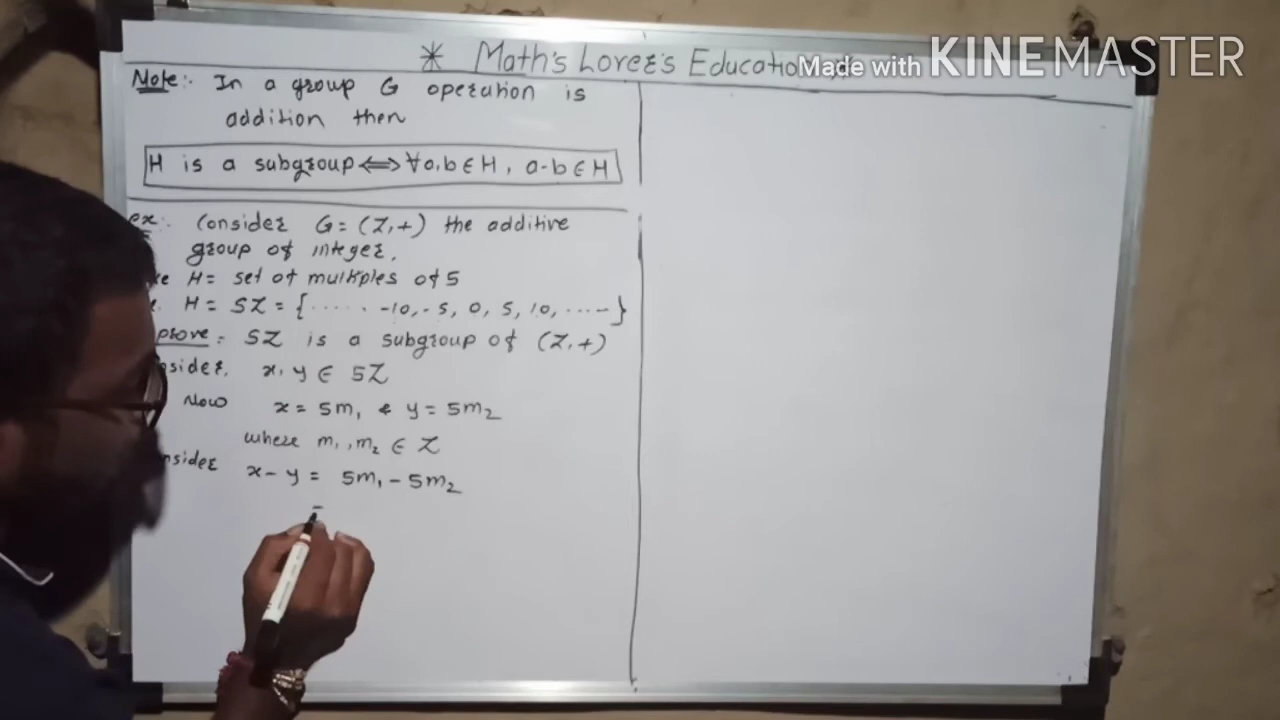 * Math's Lover's Education
Made with KINEMASTER
Note:- In a group G operation is
addition then
H is a subgroup ⟺ ∀ a,b ∈ H, a-b ∈ H
ex:- Consider G = (Z,+) the additive
group of integer.
H = set of multiples of 5
H = 5Z = {...... -10, -5, 0, 5, 10, .....}
prove: 5Z is a subgroup of (Z,+)
x, y ∈ 5Z
Now x = 5m₁ & y = 5m₂
where m₁, m₂ ∈ Z
x - y = 5m₁ - 5m₂
=